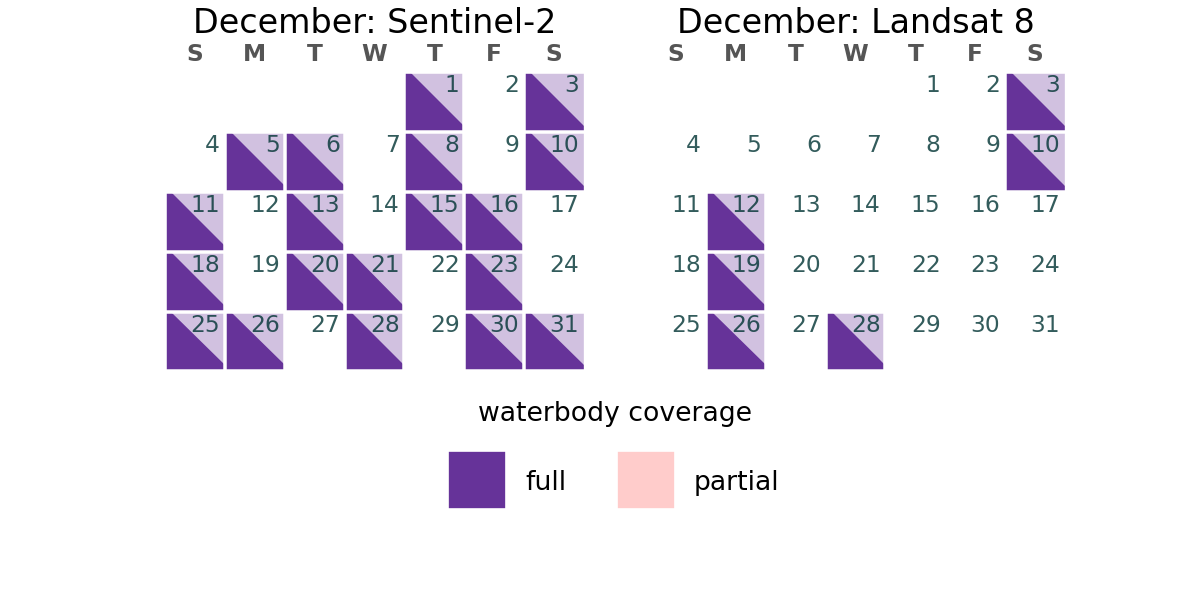 December: Sentinel-2
S M T W T F S
1 2 3
4 5 6 7 8 9 10
11 12 13 14 15 16 17
18 19 20 21 22 23 24
25 26 27 28 29 30 31
December: Landsat 8
S M T W T F S
1 2 3
4 5 6 7 8 9 10
11 12 13 14 15 16 17
18 19 20 21 22 23 24
25 26 27 28 29 30 31
waterbody coverage
full partial